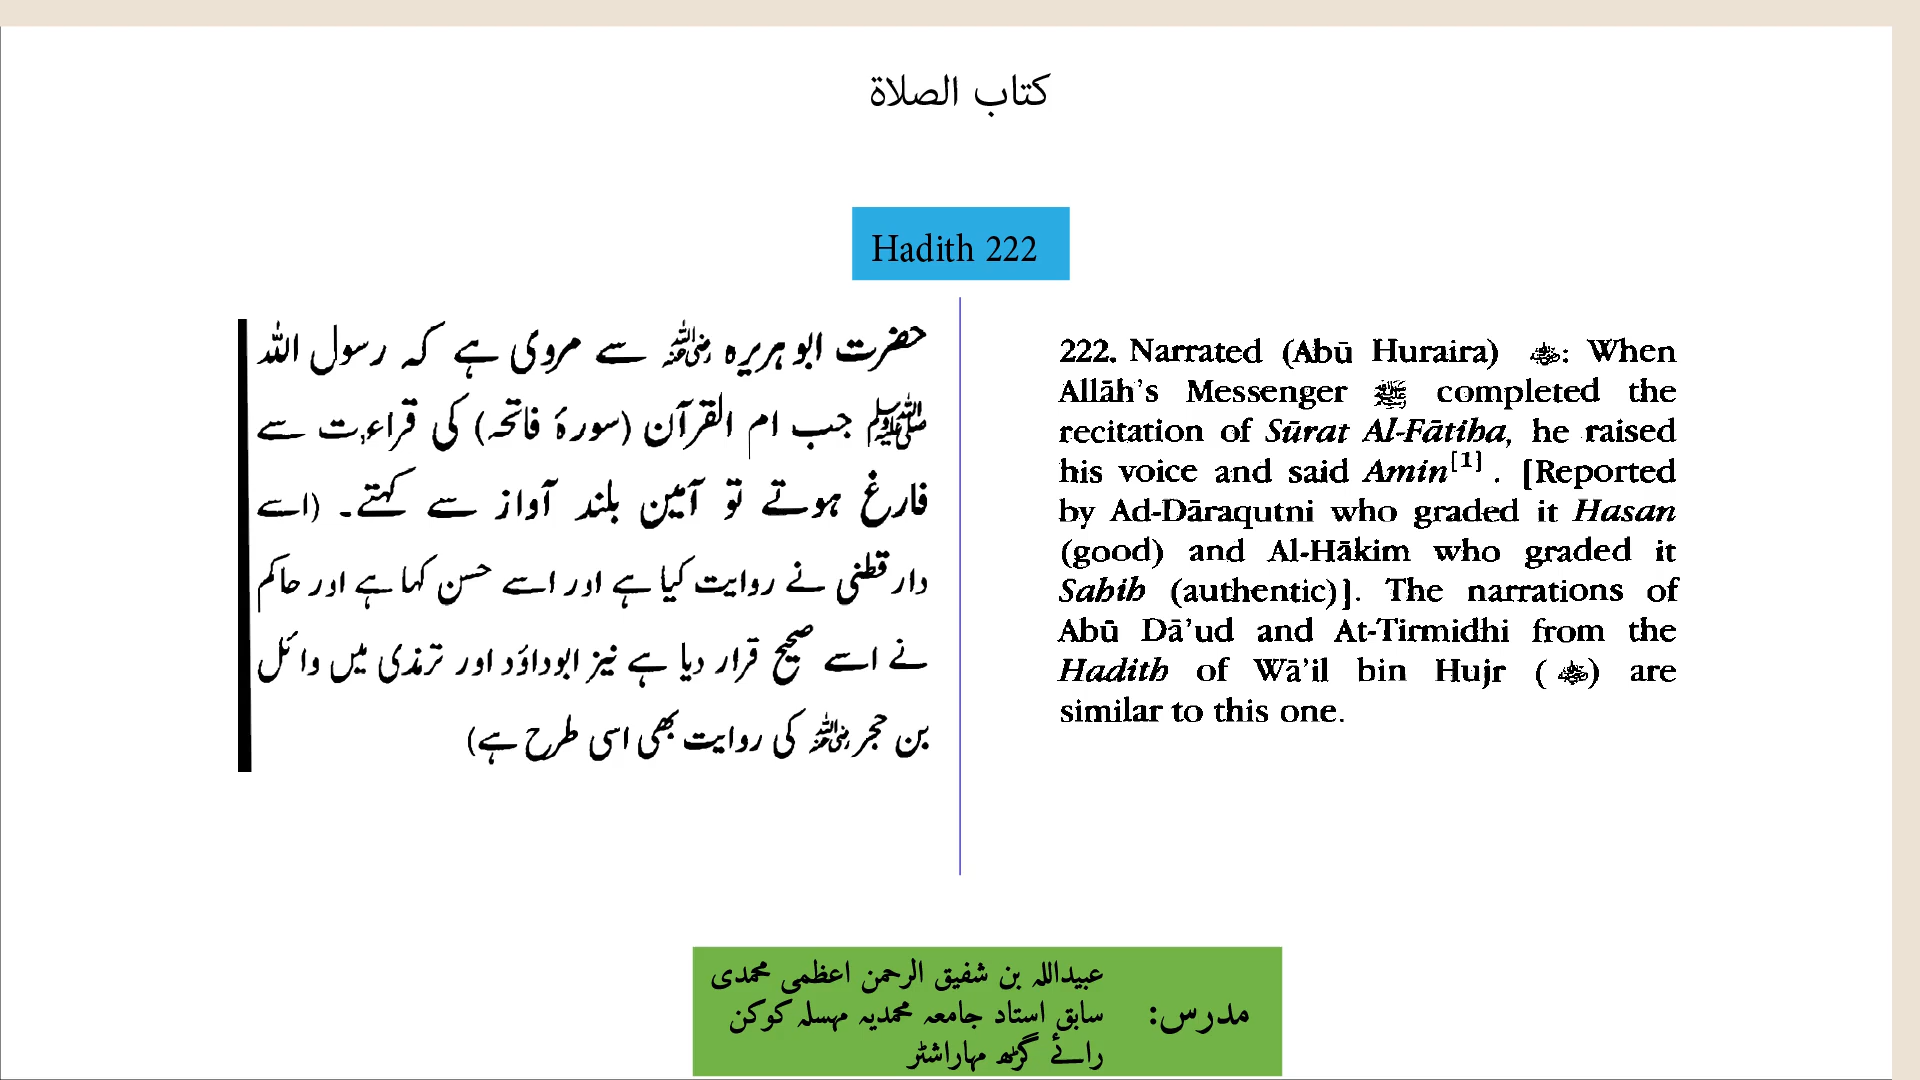 كتاب الصلاة
Hadith 222
حضرت ابو ہریرہ رضی اللہ عنہ سے مروی ہے کہ رسول اللہ
صلی اللہ علیہ وسلم جب ام القرآن (سورۂ فاتحہ) کی قراءت سے
فارغ ہوتے تو آمین بلند آواز سے کہتے۔ (اسے
دار قطنی نے روایت کیا ہے اور اسے حسن کہا ہے اور حاکم
نے اسے صحیح قرار دیا ہے نیز ابوداؤد اور ترمذی میں وائل
بن حجر رضی اللہ عنہ کی روایت بھی اسی طرح ہے)
222. Narrated (Abū Huraira) رضي الله عنه: When
Allāh's Messenger ﷺ completed the
recitation of Sūrat Al-Fātiha, he raised
his voice and said Amin[1] . [Reported
by Ad-Dāraqutni who graded it Hasan
(good) and Al-Hākim who graded it
Sahih (authentic)]. The narrations of
Abū Dā'ud and At-Tirmidhi from the
Hadith of Wā'il bin Hujr (رضي الله عنه) are
similar to this one.
مدرس:
عبیداللہ بن شفیق الرحمن اعظمی محمدی
سابق استاد جامعہ محمدیہ مہسلہ کوکن
رائے گڑھ مہاراشٹر